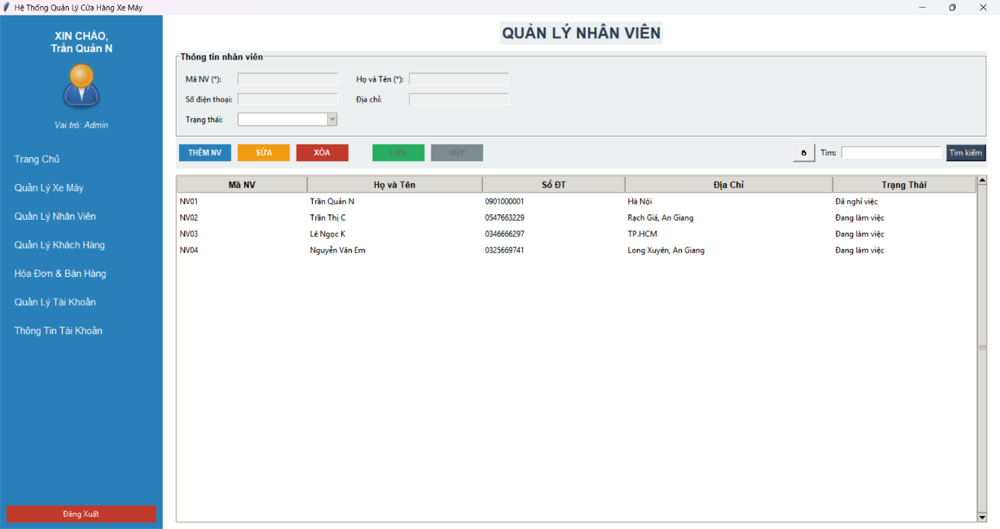 Hệ Thống Quản Lý Cửa Hàng Xe Máy
XIN CHÀO,
Trần Quản N
Vai trò: Admin
Trang Chủ
Quản Lý Xe Máy
Quản Lý Nhân Viên
Quản Lý Khách Hàng
Hóa Đơn & Bán Hàng
Quản Lý Tài Khoản
Thông Tin Tài Khoản
Đăng Xuất
QUẢN LÝ NHÂN VIÊN
Thông tin nhân viên
Mã NV (*): Họ và Tên (*):
Số điện thoại: Địa chỉ:
Trạng thái:
THÊM NV SỬA XÓA LƯU HỦY Tìm: Tìm kiếm
Mã NV Họ và Tên Số ĐT Địa Chỉ Trạng Thái
NV01 Trần Quản N 0901000001 Hà Nội Đã nghỉ việc
NV02 Trần Thị C 0547663229 Rạch Giá, An Giang Đang làm việc
NV03 Lê Ngọc K 0346666297 TP.HCM Đang làm việc
NV04 Nguyễn Văn Em 0325669741 Long Xuyên, An Giang Đang làm việc